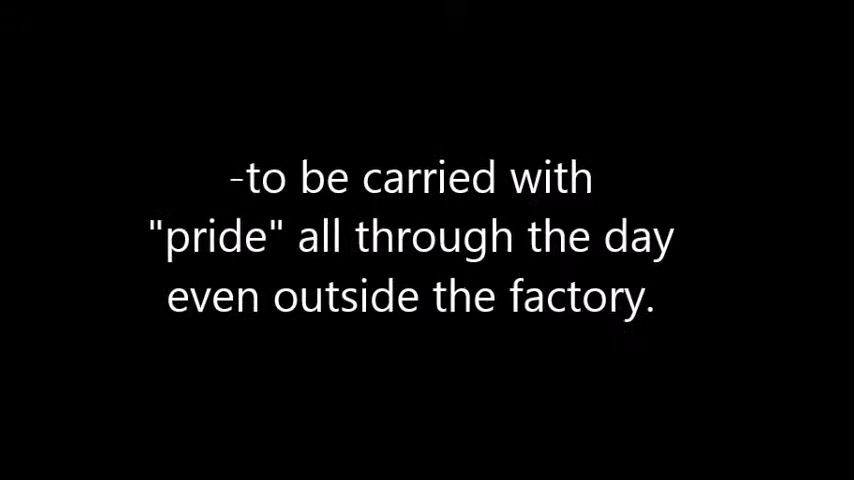 -to be carried with
"pride" all through the day
even outside the factory.